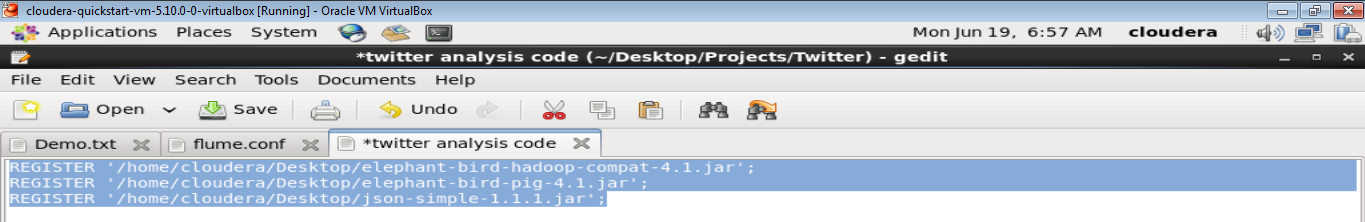 cloudera-quickstart-vm-5.10.0-0-virtualbox [Running] - Oracle VM VirtualBox
Applications Places System Mon Jun 19, 6:57 AM cloudera
*twitter analysis code (~/Desktop/Projects/Twitter) - gedit
File Edit View Search Tools Documents Help
Open Save Undo
Demo.txt flume.conf *twitter analysis code
REGISTER '/home/cloudera/Desktop/elephant-bird-hadoop-compat-4.1.jar';
REGISTER '/home/cloudera/Desktop/elephant-bird-pig-4.1.jar';
REGISTER '/home/cloudera/Desktop/json-simple-1.1.1.jar';